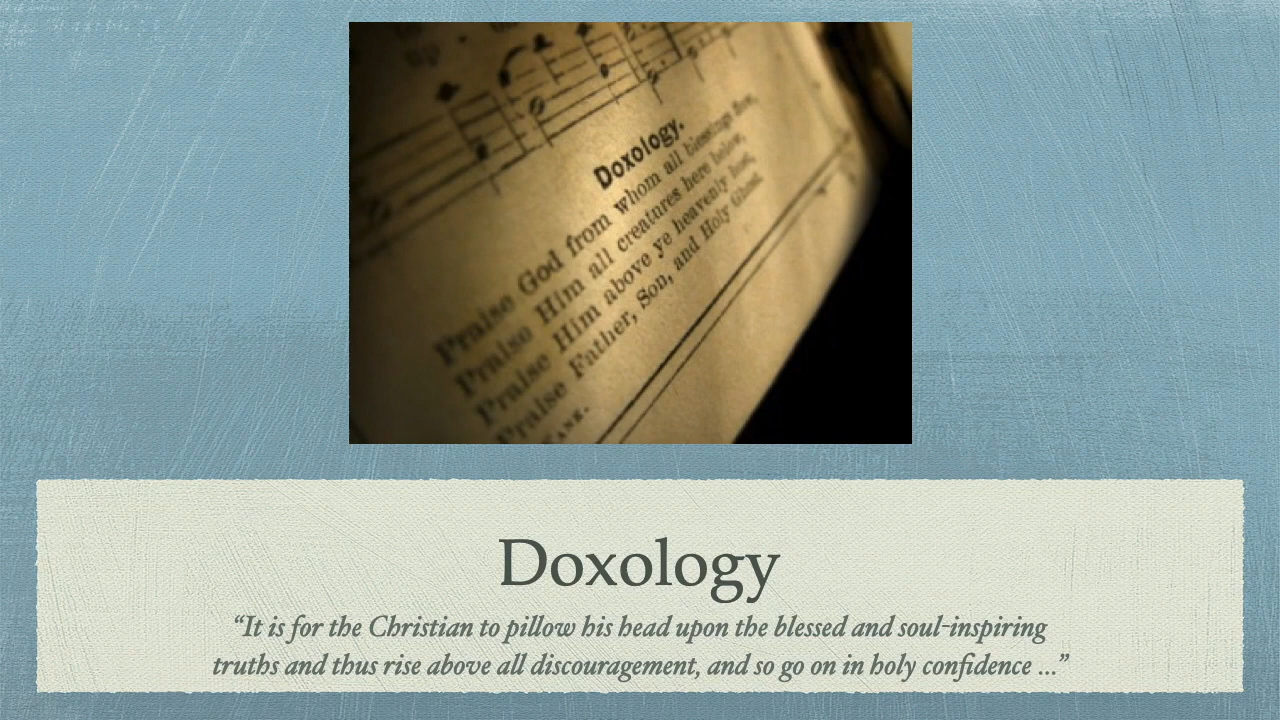 Doxology.
Praise God from whom all blessings flow,
Praise Him all creatures here below,
Praise Him above ye heavenly host,
Praise Father, Son, and Holy Ghost.
Doxology
“It is for the Christian to pillow his head upon the blessed and soul-inspiring
truths and thus rise above all discouragement, and so go on in holy confidence ...”